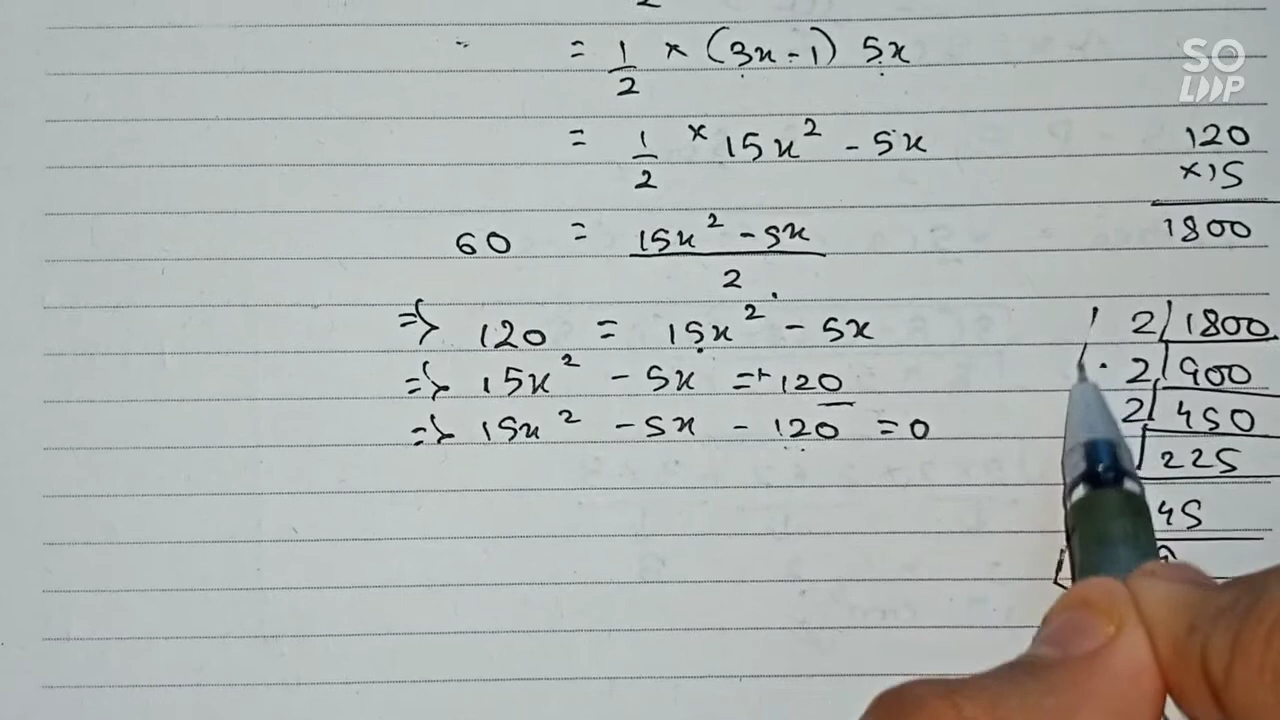 = 1/2 × (3x - 1) 5x
= 1/2 × 15x² - 5x
60 = 15x² - 5x / 2
=> 120 = 15x² - 5x
=> 15x² - 5x = +120
=> 15x² - 5x - 120 = 0
SO
LOOP
120
×15
1800
2 | 1800
2 | 900
2 | 450
225
45